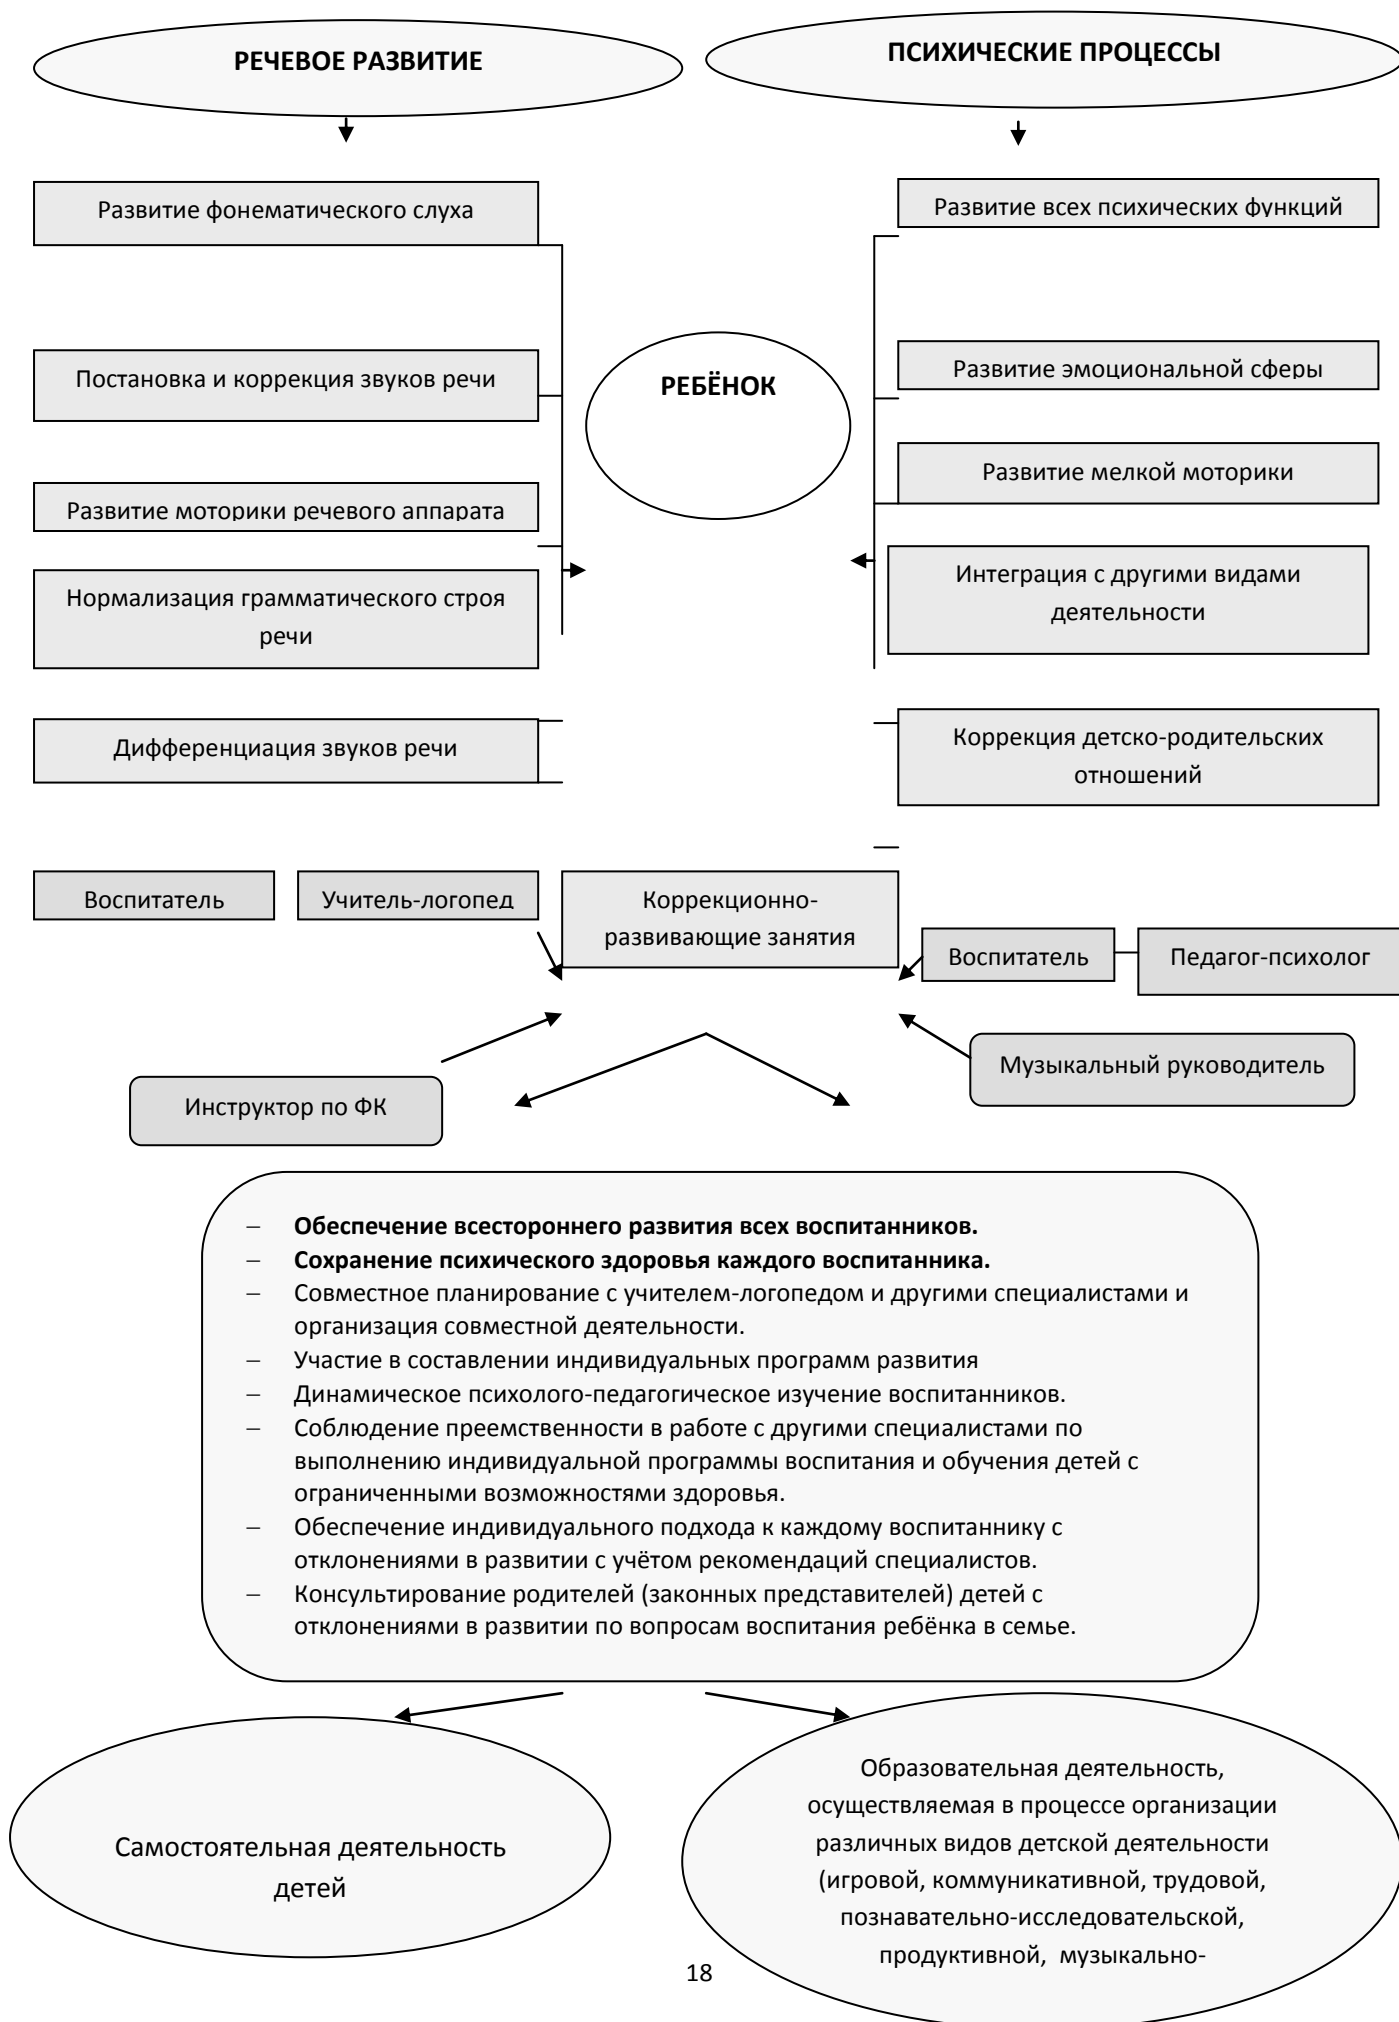 РЕЧЕВОЕ РАЗВИТИЕ
ПСИХИЧЕСКИЕ ПРОЦЕССЫ
Развитие фонематического слуха
Развитие всех психических функций
РЕБЁНОК
Постановка и коррекция звуков речи
Развитие эмоциональной сферы
Развитие мелкой моторики
Развитие моторики речевого аппарата
Нормализация грамматического строя
речи
Интеграция с другими видами
деятельности
Дифференциация звуков речи
Коррекция детско-родительских
отношений
Воспитатель
Учитель-логопед
Коррекционно-
развивающие занятия
Воспитатель
Педагог-психолог
Музыкальный руководитель
Инструктор по ФК
– Обеспечение всестороннего развития всех воспитанников.
– Сохранение психического здоровья каждого воспитанника.
– Совместное планирование с учителем-логопедом и другими специалистами и
организация совместной деятельности.
– Участие в составлении индивидуальных программ развития
– Динамическое психолого-педагогическое изучение воспитанников.
– Соблюдение преемственности в работе с другими специалистами по
выполнению индивидуальной программы воспитания и обучения детей с
ограниченными возможностями здоровья.
– Обеспечение индивидуального подхода к каждому воспитаннику с
отклонениями в развитии с учётом рекомендаций специалистов.
– Консультирование родителей (законных представителей) детей с
отклонениями в развитии по вопросам воспитания ребёнка в семье.
Самостоятельная деятельность
детей
Образовательная деятельность,
осуществляемая в процессе организации
различных видов детской деятельности
(игровой, коммуникативной, трудовой,
познавательно-исследовательской,
продуктивной, музыкально-
18